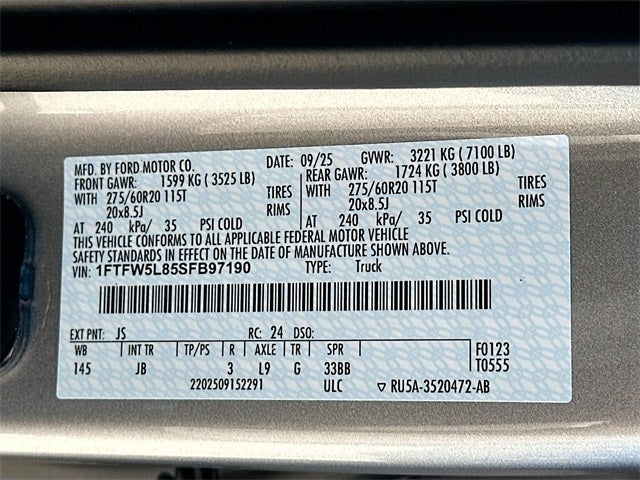 MFD. BY FORD MOTOR CO. DATE: 09/25 GVWR: 3221 KG ( 7100 LB)
FRONT GAWR: 1599 KG ( 3525 LB) REAR GAWR: 1724 KG ( 3800 LB)
WITH 275/60R20 115T TIRES WITH 275/60R20 115T TIRES
20x8.5J RIMS 20x8.5J RIMS
AT 240 kPa/ 35 PSI COLD AT 240 kPa/ 35 PSI COLD
THIS VEHICLE CONFORMS TO ALL APPLICABLE FEDERAL MOTOR VEHICLE
SAFETY STANDARDS IN EFFECT ON THE DATE OF MANUFACTURE SHOWN ABOVE.
VIN: 1FTFW5L85SFB97190 TYPE: Truck
EXT PNT: JS RC: 24 DSO:
WB INT TR TP/PS R AXLE TR SPR F0123
145 JB 3 L9 G 33BB T0555
2202509152291 ULC ▽ RU5A-3520472-AB